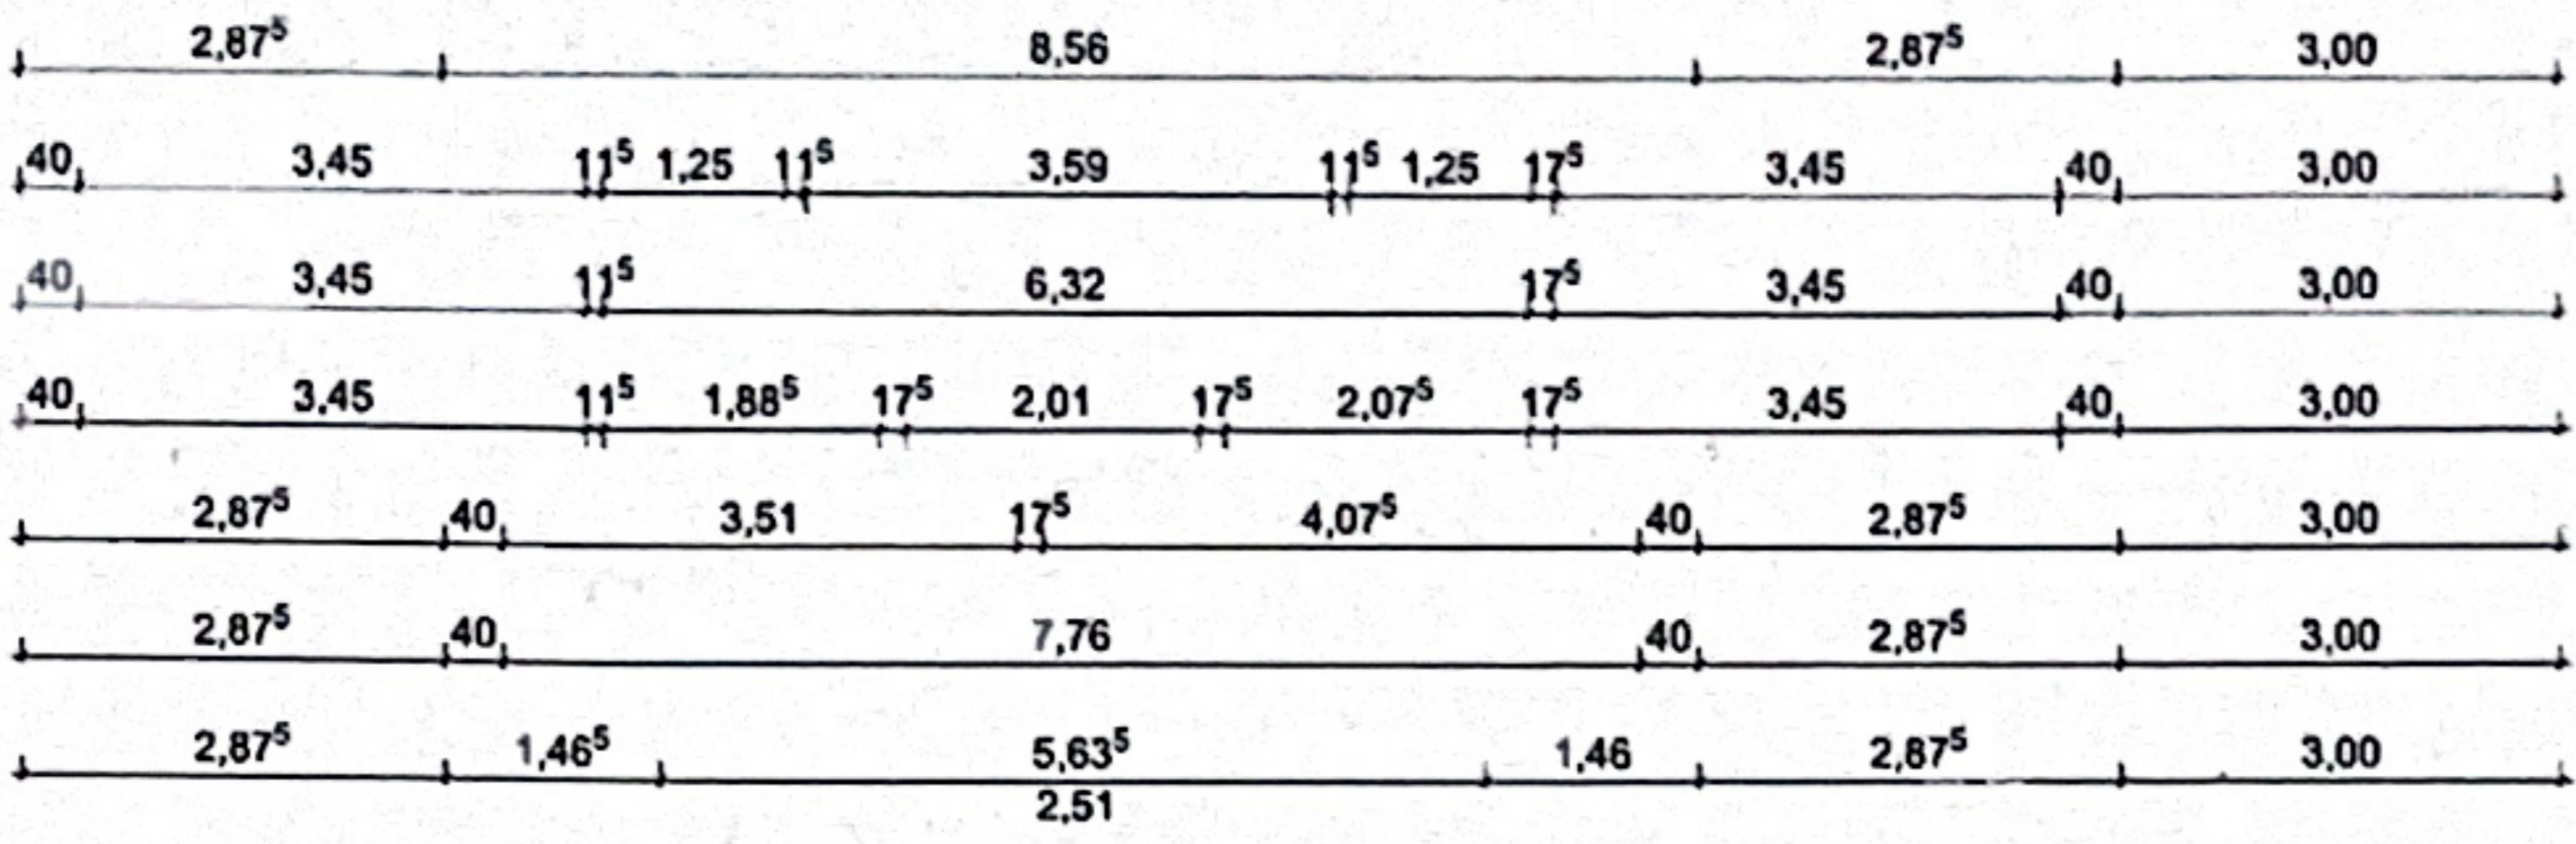 2,87⁵ 8,56 2,87⁵ 3,00
40 3,45 11⁵ 1,25 11⁵ 3,59 11⁵ 1,25 17⁵ 3,45 40 3,00
40 3,45 11⁵ 6,32 17⁵ 3,45 40 3,00
40 3,45 11⁵ 1,88⁵ 17⁵ 2,01 17⁵ 2,07⁵ 17⁵ 3,45 40 3,00
2,87⁵ 40 3,51 17⁵ 4,07⁵ 40 2,87⁵ 3,00
2,87⁵ 40 7,76 40 2,87⁵ 3,00
2,87⁵ 1,46⁵ 5,63⁵ 1,46 2,87⁵ 3,00
2,51